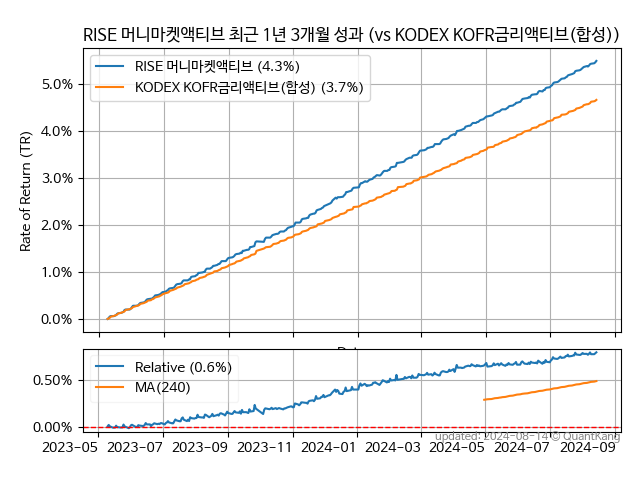 RISE 머니마켓액티브 최근 1년 3개월 성과 (vs KODEX KOFR금리액티브(합성))
RISE 머니마켓액티브 (4.3%)
KODEX KOFR금리액티브(합성) (3.7%)
Rate of Return (TR)
5.0%
4.0%
3.0%
2.0%
1.0%
0.0%
Relative (0.6%)
MA(240)
0.50%
0.00%
2023-05 2023-07 2023-09 2023-11 2024-01 2024-03 2024-05 2024-07 2024-09
updated: 2024-08-14 © QuantKang